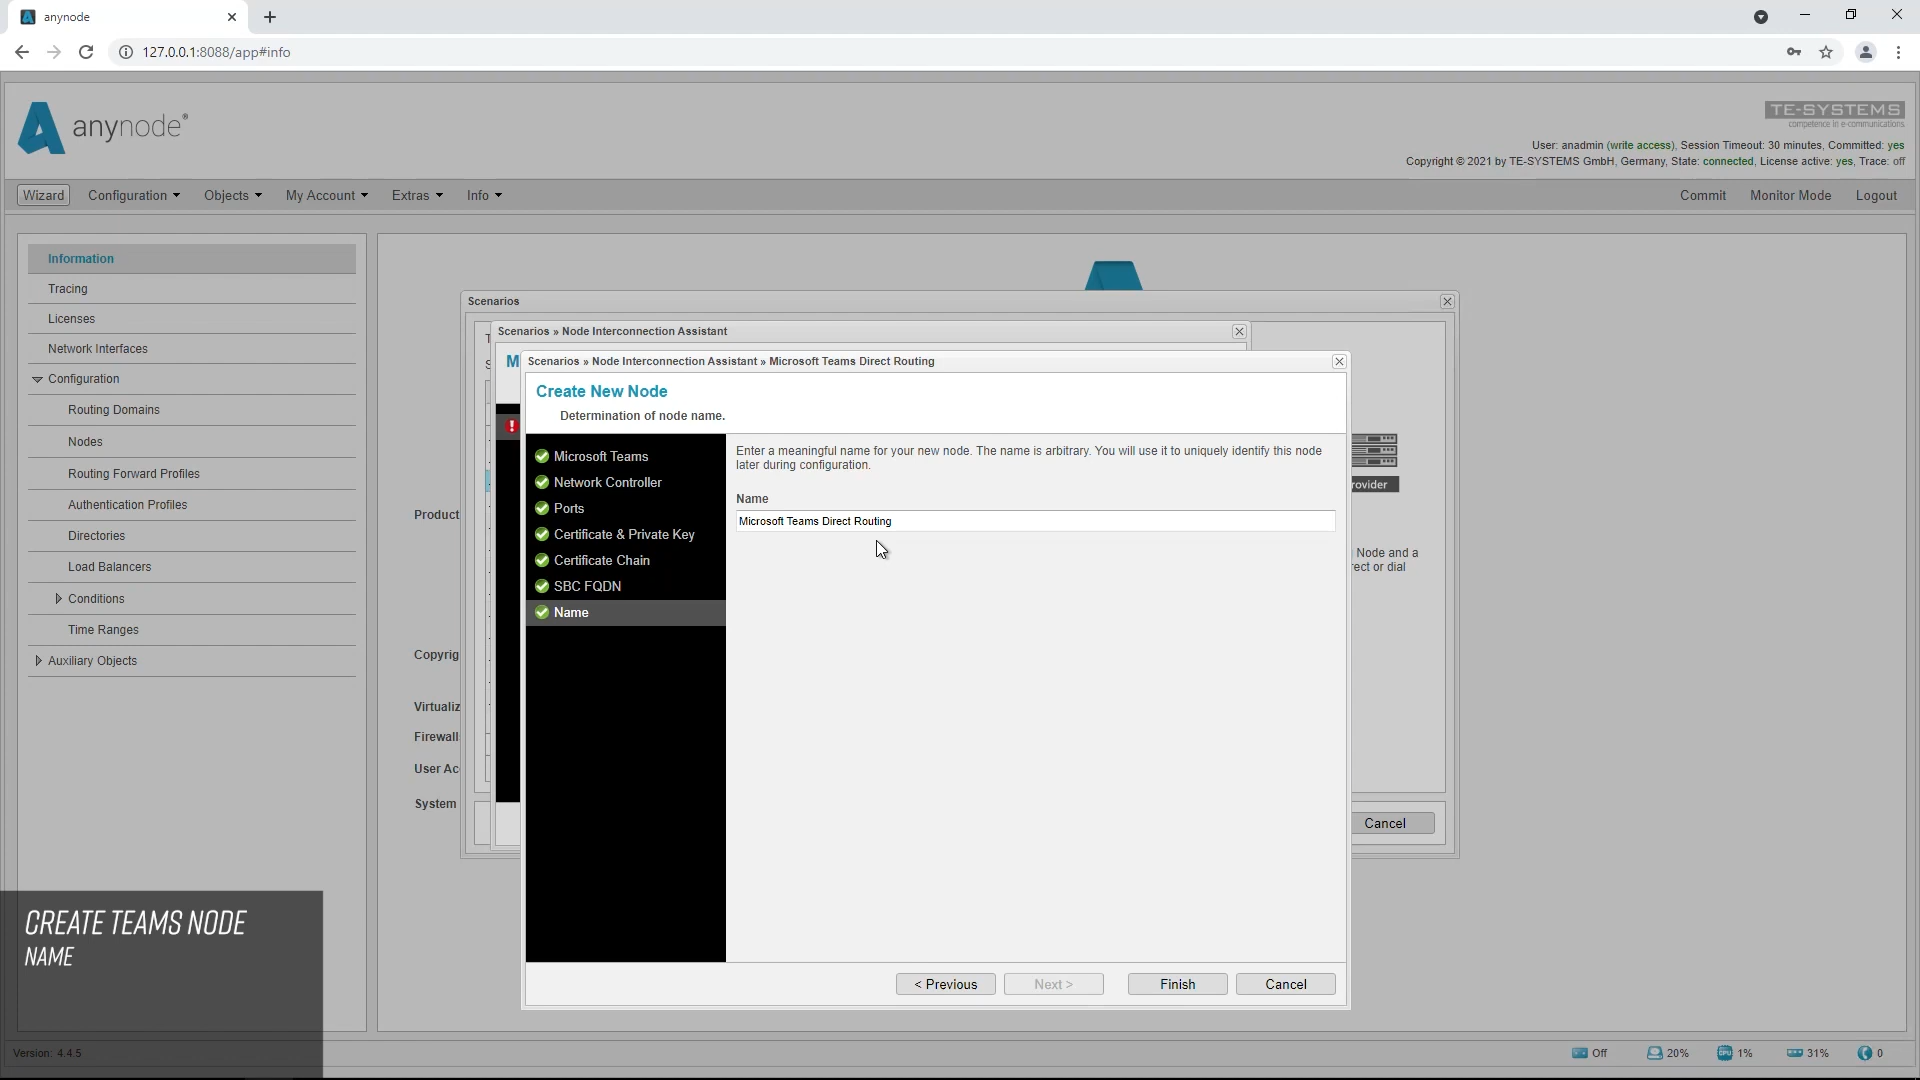 anynode
127.0.0.1:8088/app#info
anynode®
TE-SYSTEMS
competence in e-communications
User: anadmin (write access), Session Timeout: 30 minutes, Committed: yes
Copyright © 2021 by TE-SYSTEMS GmbH, Germany, State: connected, License active: yes, Trace: off
Wizard Configuration Objects My Account Extras Info Commit Monitor Mode Logout
Information
Tracing
Licenses
Network Interfaces
Configuration
Routing Domains
Nodes
Routing Forward Profiles
Authentication Profiles
Directories
Load Balancers
Conditions
Time Ranges
Auxiliary Objects
Product
Copyrig
Virtualiz
Firewall
User Ac
System
Scenarios
Scenarios » Node Interconnection Assistant
M
Scenarios » Node Interconnection Assistant » Microsoft Teams Direct Routing
Create New Node
Determination of node name.
Microsoft Teams
Network Controller
Ports
Certificate & Private Key
Certificate Chain
SBC FQDN
Name
Enter a meaningful name for your new node. The name is arbitrary. You will use it to uniquely identify this node
later during configuration.
Name
Microsoft Teams Direct Routing
rovider
Node and a
rect or dial
Cancel
< Previous Next > Finish Cancel
CREATE TEAMS NODE
NAME
Version: 4.4.5
Off 20% CPU 1% 31% 0